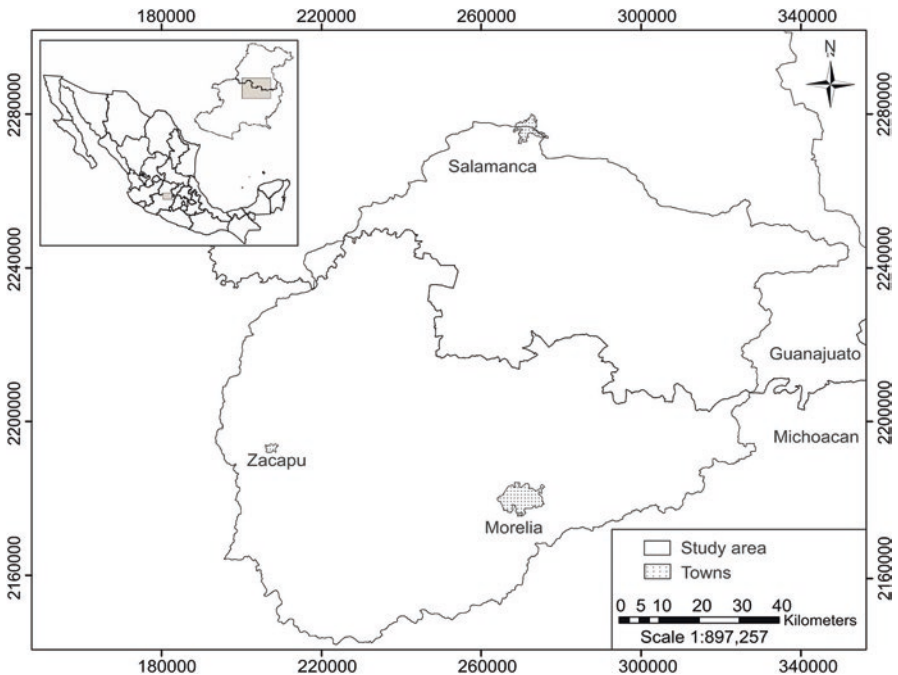 180000 220000 260000 300000 340000
N
2280000 2280000
Salamanca
2240000 2240000
Guanajuato
2200000 2200000
Michoacan
Zacapu
Morelia
Study area
Towns
2160000 2160000
0 5 10 20 30 40 Kilometers
Scale 1:897,257
180000 220000 260000 300000 340000